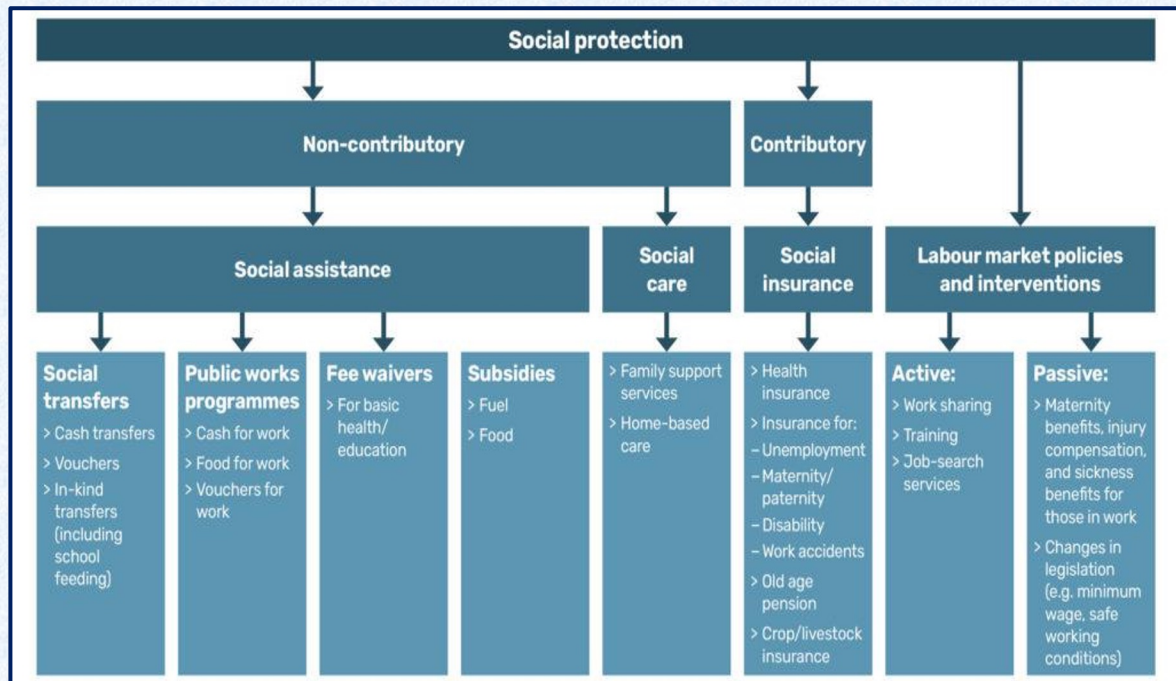 Social protection
Non-contributory
Contributory
Social assistance
Social
care
Social
insurance
Labour market policies
and interventions
Social
transfers
> Cash transfers
> Vouchers
> In-kind
transfers
(including
school
feeding)
Public works
programmes
> Cash for work
> Food for work
> Vouchers for
work
Fee waivers
> For basic
health/
education
Subsidies
> Fuel
> Food
> Family support
services
> Home-based
care
> Health
insurance
> Insurance for:
– Unemployment
– Maternity/
paternity
– Disability
– Work accidents
> Old age
pension
> Crop/livestock
insurance
Active:
> Work sharing
> Training
> Job-search
services
Passive:
> Maternity
benefits, injury
compensation,
and sickness
benefits for
those in work
> Changes in
legislation
(e.g. minimum
wage, safe
working
conditions)